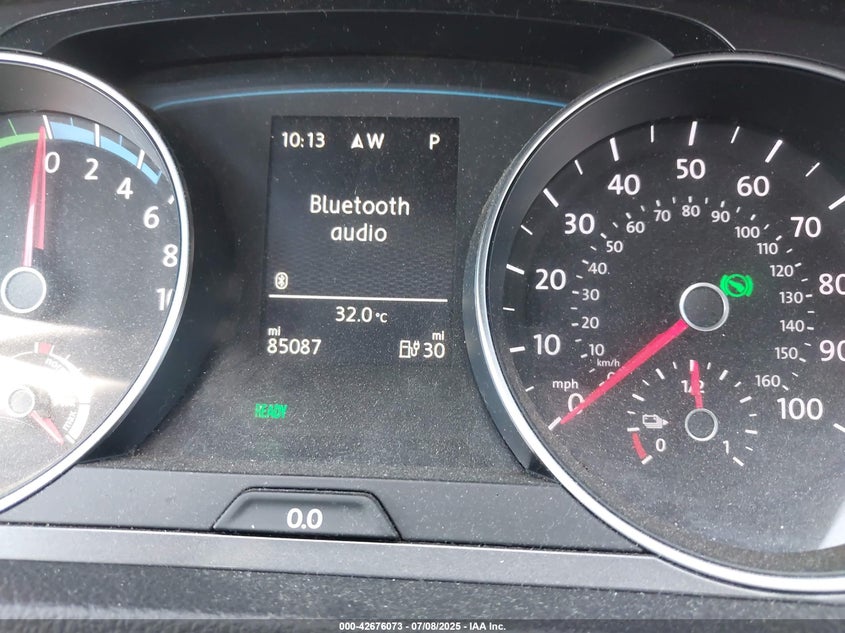 10:13 W P
Bluetooth
audio
32.0 °C
mi
85087
mi
30
READY
0.0
0 2 4 6 8 10
0 10 20 30 40 50 60 70 80 90 100
mph
km/h
10 20 30 40 50 60 70 80 90 100 110 120 130 140 150 160
0 1/2 1
000-42676073 - 07/08/2025 - IAA Inc.